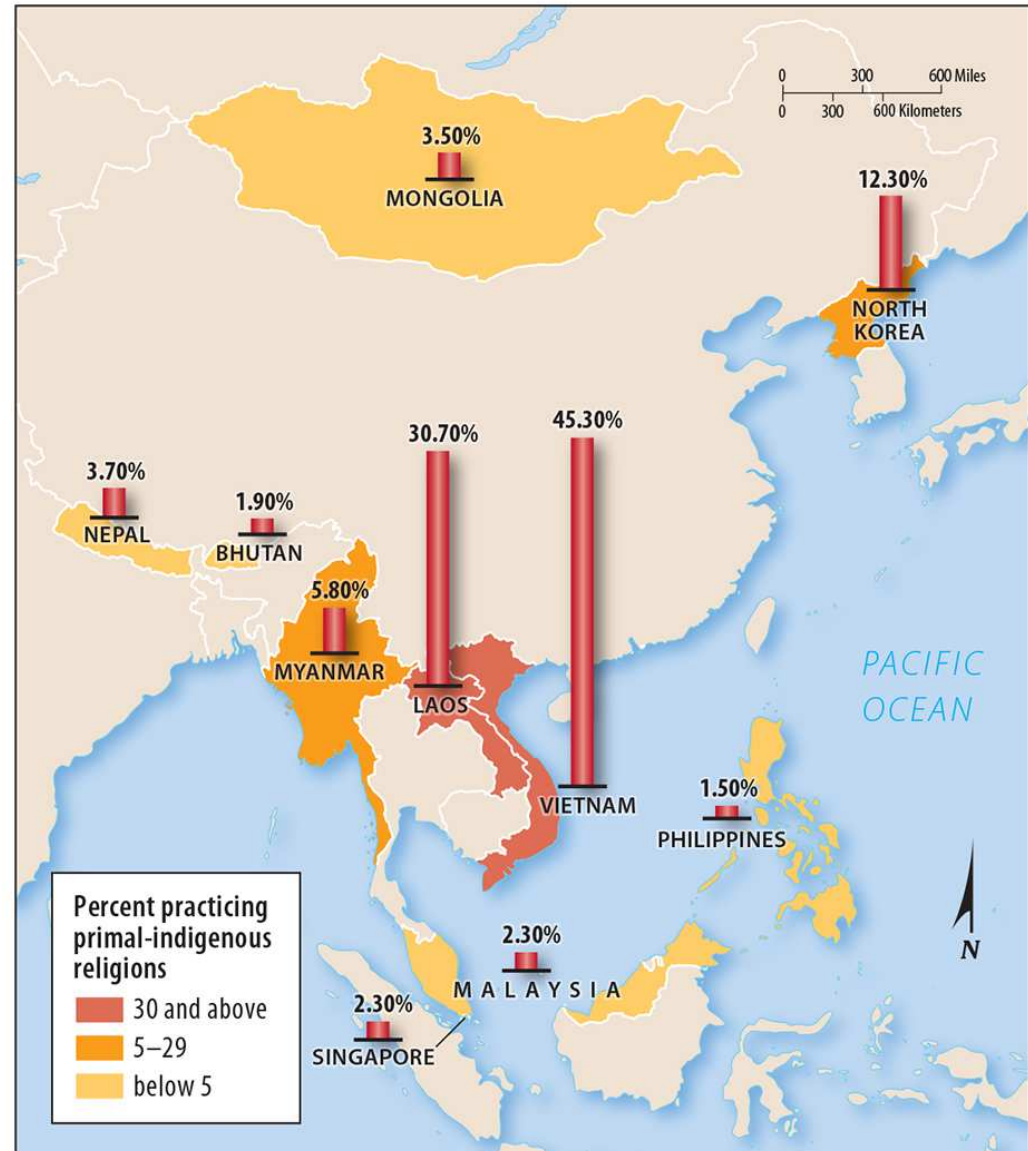 0 300 600 Miles
0 300 600 Kilometers
3.50%
MONGOLIA
12.30%
NORTH
KOREA
45.30%
30.70%
3.70%
NEPAL
1.90%
BHUTAN
5.80%
MYANMAR
LAOS
PACIFIC
OCEAN
VIETNAM
1.50%
PHILIPPINES
N
2.30%
MALAYSIA
2.30%
SINGAPORE
Percent practicing
primal-indigenous
religions
30 and above
5–29
below 5